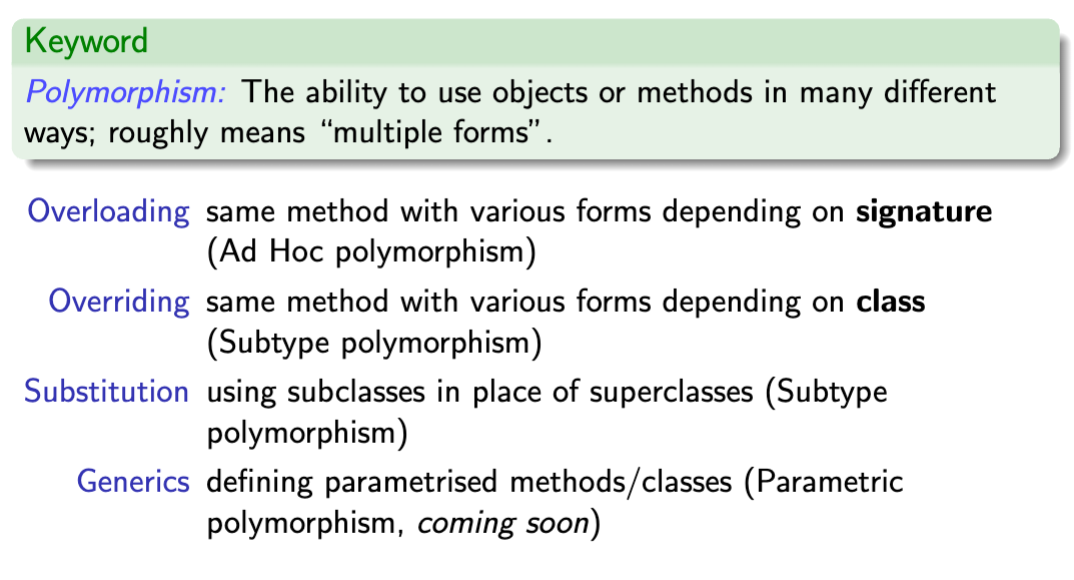 Keyword
Polymorphism: The ability to use objects or methods in many different
ways; roughly means “multiple forms”.
Overloading same method with various forms depending on signature
(Ad Hoc polymorphism)
Overriding same method with various forms depending on class
(Subtype polymorphism)
Substitution using subclasses in place of superclasses (Subtype
polymorphism)
Generics defining parametrised methods/classes (Parametric
polymorphism, coming soon)